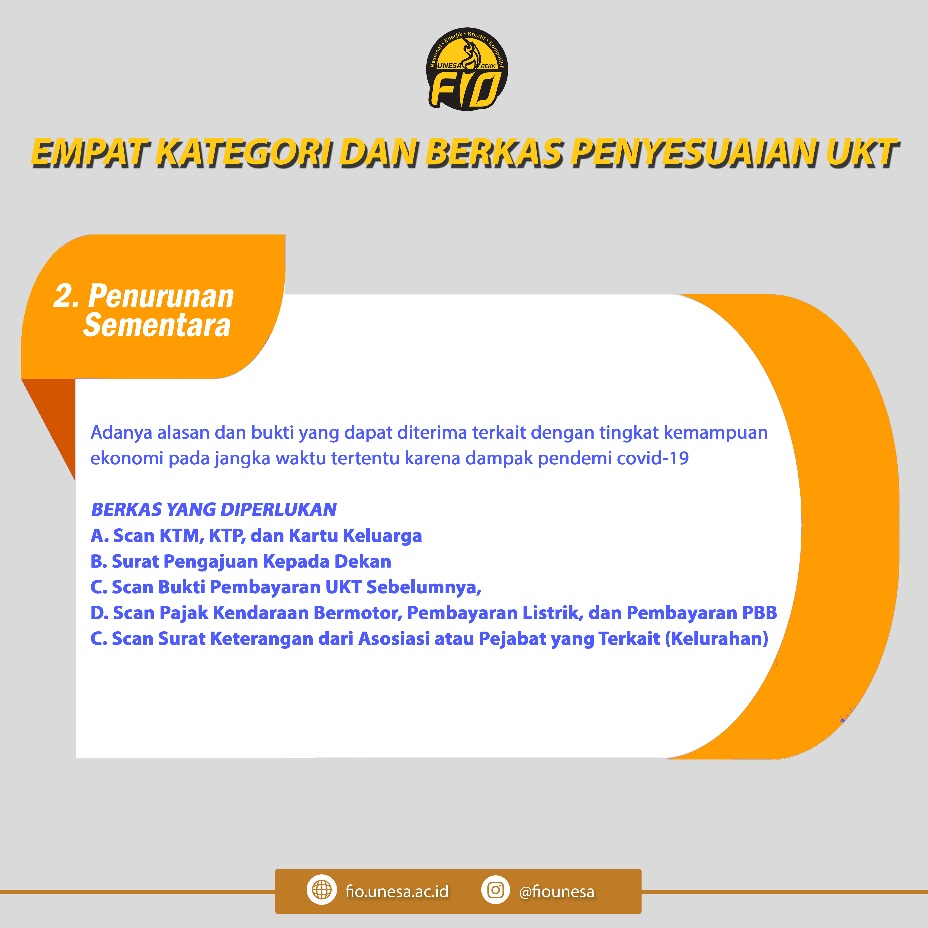 UNESA
FIO
EMPAT KATEGORI DAN BERKAS PENYESUAIAN UKT
2. Penurunan
Sementara
Adanya alasan dan bukti yang dapat diterima terkait dengan tingkat kemampuan
ekonomi pada jangka waktu tertentu karena dampak pendemi covid-19
BERKAS YANG DIPERLUKAN
A. Scan KTM, KTP, dan Kartu Keluarga
B. Surat Pengajuan Kepada Dekan
C. Scan Bukti Pembayaran UKT Sebelumnya,
D. Scan Pajak Kendaraan Bermotor, Pembayaran Listrik, dan Pembayaran PBB
C. Scan Surat Keterangan dari Asosiasi atau Pejabat yang Terkait (Kelurahan)
fio.unesa.ac.id
@fiounesa